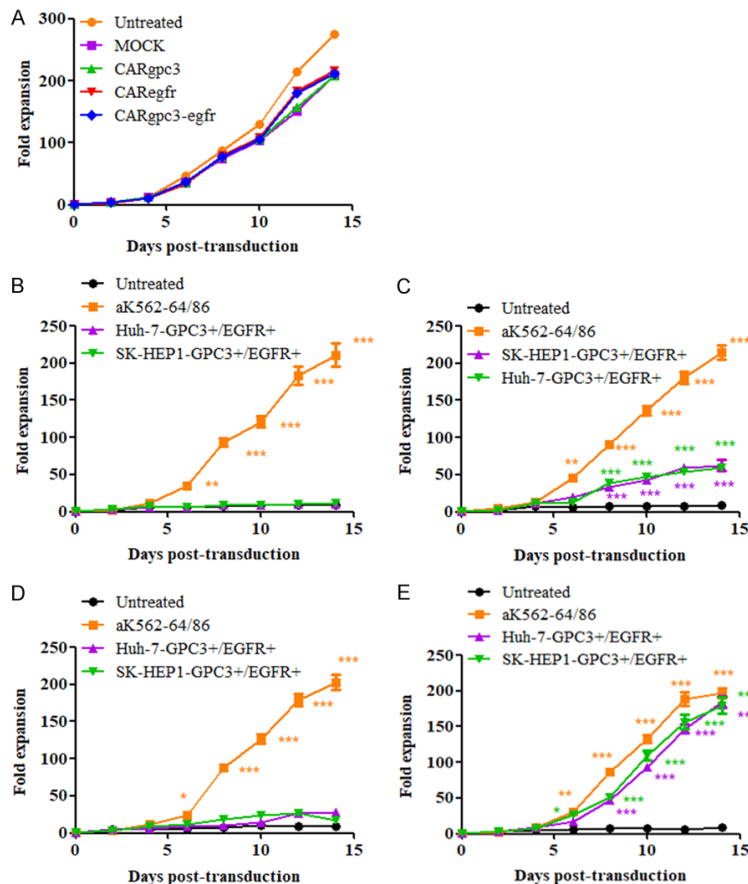 A
Untreated
MOCK
CARgpc3
CARegfr
CARgpc3-egfr
Fold expansion
300
200
100
0
0 5 10 15
Days post-transduction
B
Untreated
aK562-64/86
Huh-7-GPC3+/EGFR+
SK-HEP1-GPC3+/EGFR+
Fold expansion
250
200
150
100
50
0
** *** *** *** ***
0 5 10 15
Days post-transduction
C
Untreated
aK562-64/86
SK-HEP1-GPC3+/EGFR+
Huh-7-GPC3+/EGFR+
Fold expansion
250
200
150
100
50
0
** *** *** *** ***
*** *** *** ***
*** *** *** ***
0 5 10 15
Days post-transduction
D
Untreated
aK562-64/86
Huh-7-GPC3+/EGFR+
SK-HEP1-GPC3+/EGFR+
Fold expansion
250
200
150
100
50
0
* *** *** *** ***
0 5 10 15
Days post-transduction
E
Untreated
aK562-64/86
Huh-7-GPC3+/EGFR+
SK-HEP1-GPC3+/EGFR+
Fold expansion
250
200
150
100
50
0
** *** *** *** ***
* *** *** *** **
*** *** *** **
0 5 10 15
Days post-transduction